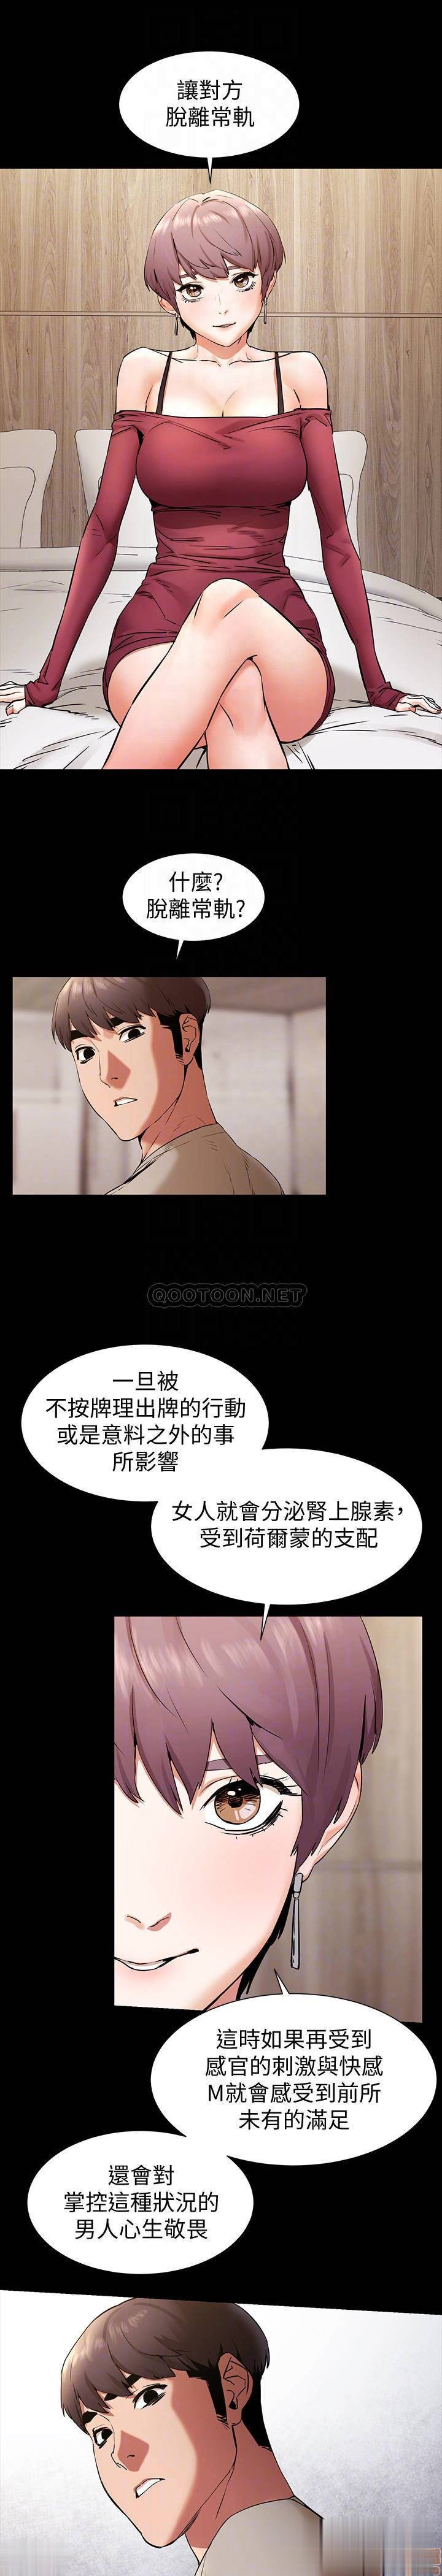 讓對方
脫離常軌
什麼?
脫離常軌?
QOOTOON.NET
一旦被
不按牌理出牌的行動
或是意料之外的事
所影響
女人就會分泌腎上腺素,
受到荷爾蒙的支配
這時如果再受到
感官的刺激與快感
M就會感受到前所
未有的滿足
還會對
掌控這種狀況的
男人心生敬畏